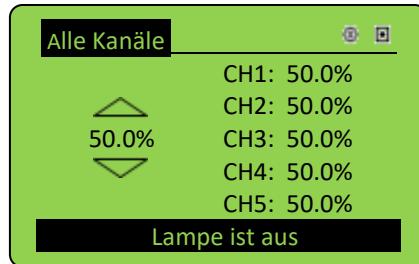 Alle Kanäle
CH1: 50.0%
CH2: 50.0%
50.0%
CH3: 50.0%
CH4: 50.0%
CH5: 50.0%
Lampe ist aus